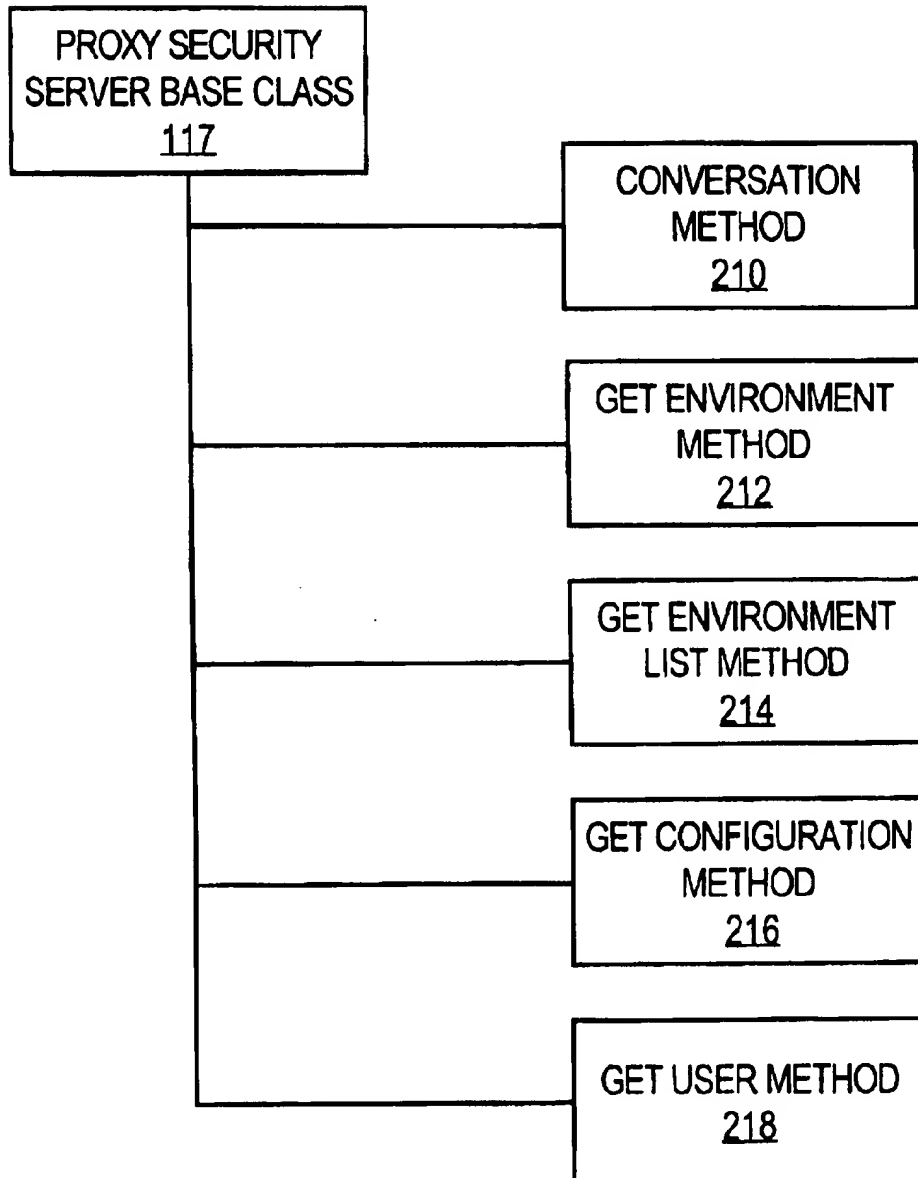 PROXY SECURITY
SERVER BASE CLASS
117
CONVERSATION
METHOD
210
GET ENVIRONMENT
METHOD
212
GET ENVIRONMENT
LIST METHOD
214
GET CONFIGURATION
METHOD
216
GET USER METHOD
218